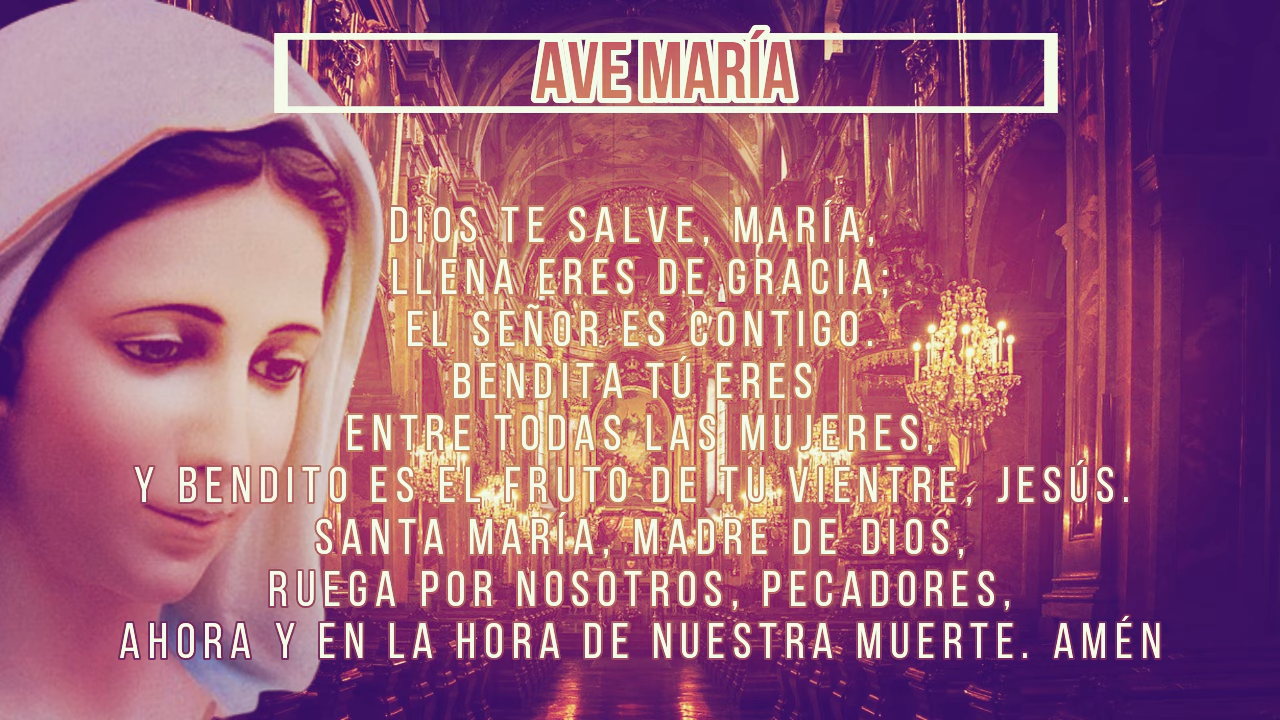 AVE MARÍA
DIOS TE SALVE, MARÍA,
LLENA ERES DE GRACIA;
EL SEÑOR ES CONTIGO.
BENDITA TÚ ERES
ENTRE TODAS LAS MUJERES,
Y BENDITO ES EL FRUTO DE TU VIENTRE, JESÚS.
SANTA MARÍA, MADRE DE DIOS,
RUEGA POR NOSOTROS, PECADORES,
AHORA Y EN LA HORA DE NUESTRA MUERTE. AMÉN